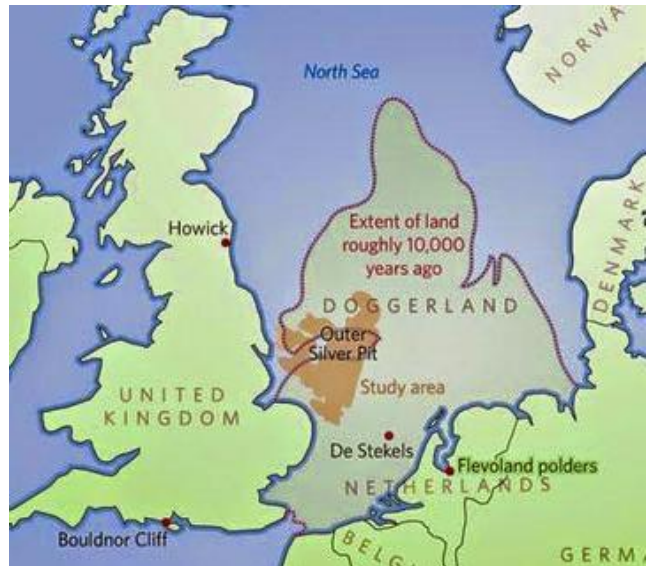 NORWAY
North Sea
Howick
Extent of land
roughly 10,000
years ago
DENMARK
DOGGERLAND
Outer
Silver Pit
Study area
UNITED
KINGDOM
De Stekels
Flevoland polders
NETHERLANDS
Bouldnor Cliff
BELG
GERMA